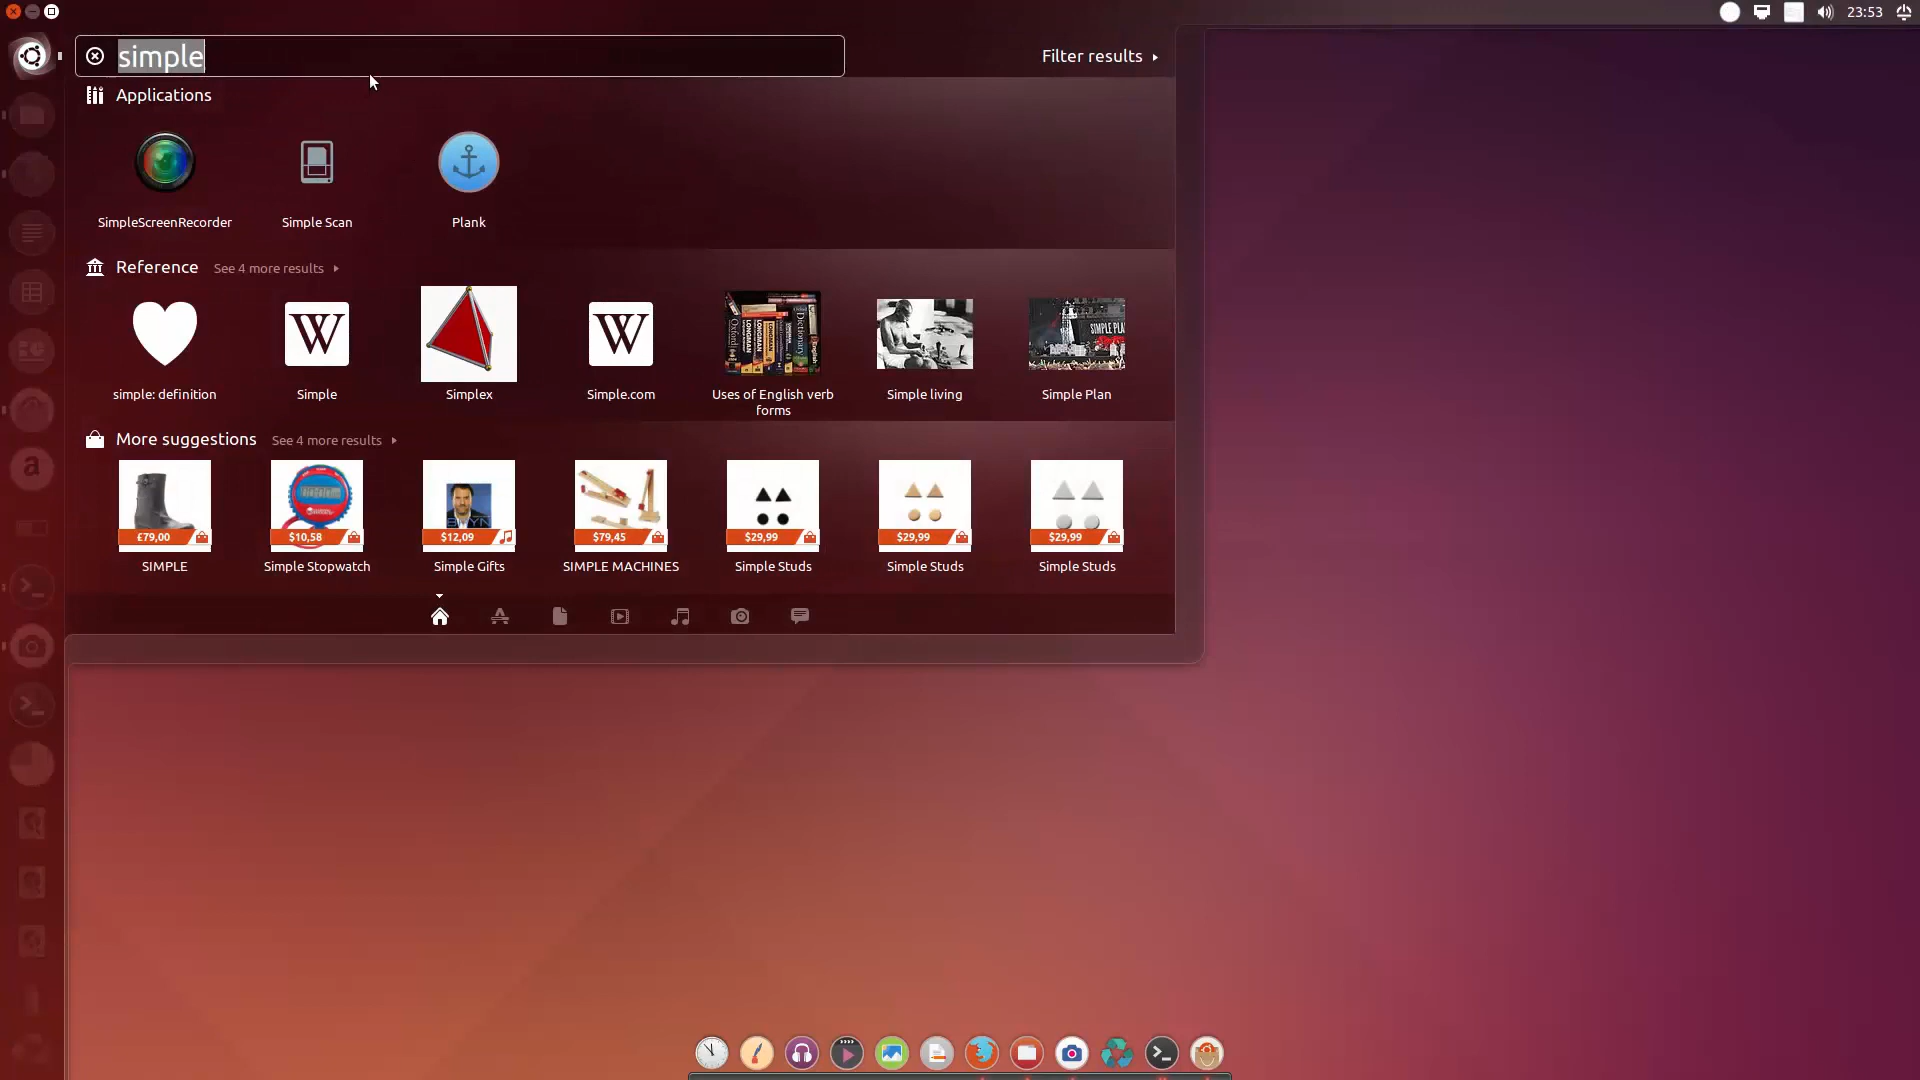 23:53
simple
Filter results
Applications
SimpleScreenRecorder
Simple Scan
Plank
Reference
See 4 more results
SIMPLE PLA
simple: definition
Simple
Simplex
Simple.com
Uses of English verb
forms
Simple living
Simple Plan
More suggestions
See 4 more results
£79,00
$10,58
$12,09
$79,45
$29,99
$29,99
$29,99
SIMPLE
Simple Stopwatch
Simple Gifts
SIMPLE MACHINES
Simple Studs
Simple Studs
Simple Studs